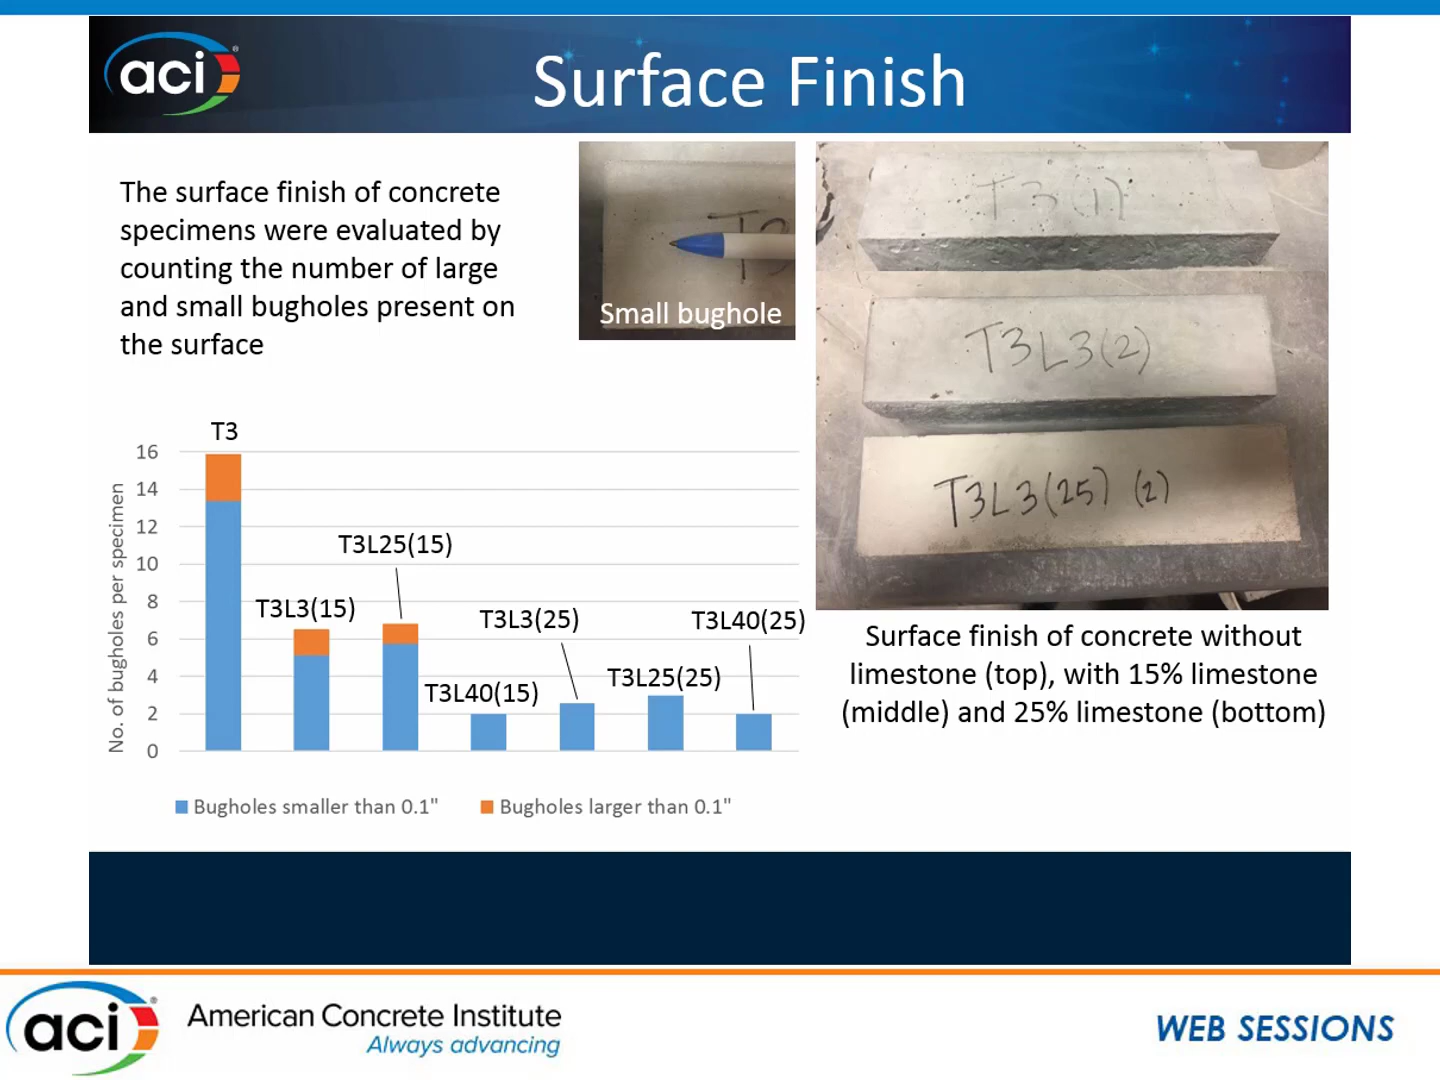 aci
Surface Finish
The surface finish of concrete
specimens were evaluated by
counting the number of large
and small bugholes present on
the surface
T3
Small bughole
T3(1)
T3L3(2)
T3L3(25) (2)
Surface finish of concrete without
limestone (top), with 15% limestone
(middle) and 25% limestone (bottom)
No. of bugholes per specimen
16
14
12
10
8
6
4
2
0
T3
T3L3(15)
T3L25(15)
T3L40(15)
T3L3(25)
T3L25(25)
T3L40(25)
Bugholes smaller than 0.1"
Bugholes larger than 0.1"
aci
American Concrete Institute
Always advancing
WEB SESSIONS